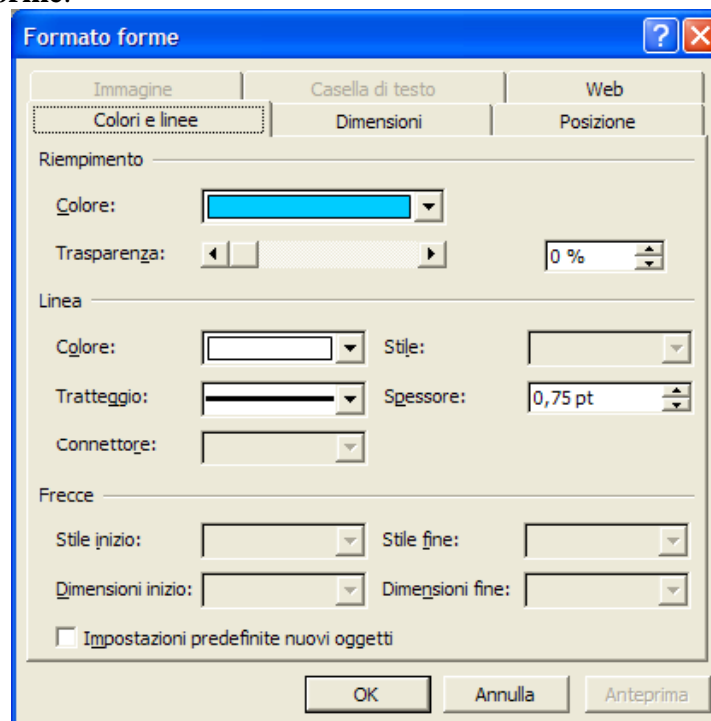 orme.
Formato forme
Immagine Casella di testo Web
Colori e linee Dimensioni Posizione
Riempimento
Colore:
Trasparenza: 0 %
Linea
Colore: Stile:
Tratteggio: Spessore: 0,75 pt
Connettore:
Frecce
Stile inizio: Stile fine:
Dimensioni inizio: Dimensioni fine:
Impostazioni predefinite nuovi oggetti
OK Annulla Anteprima